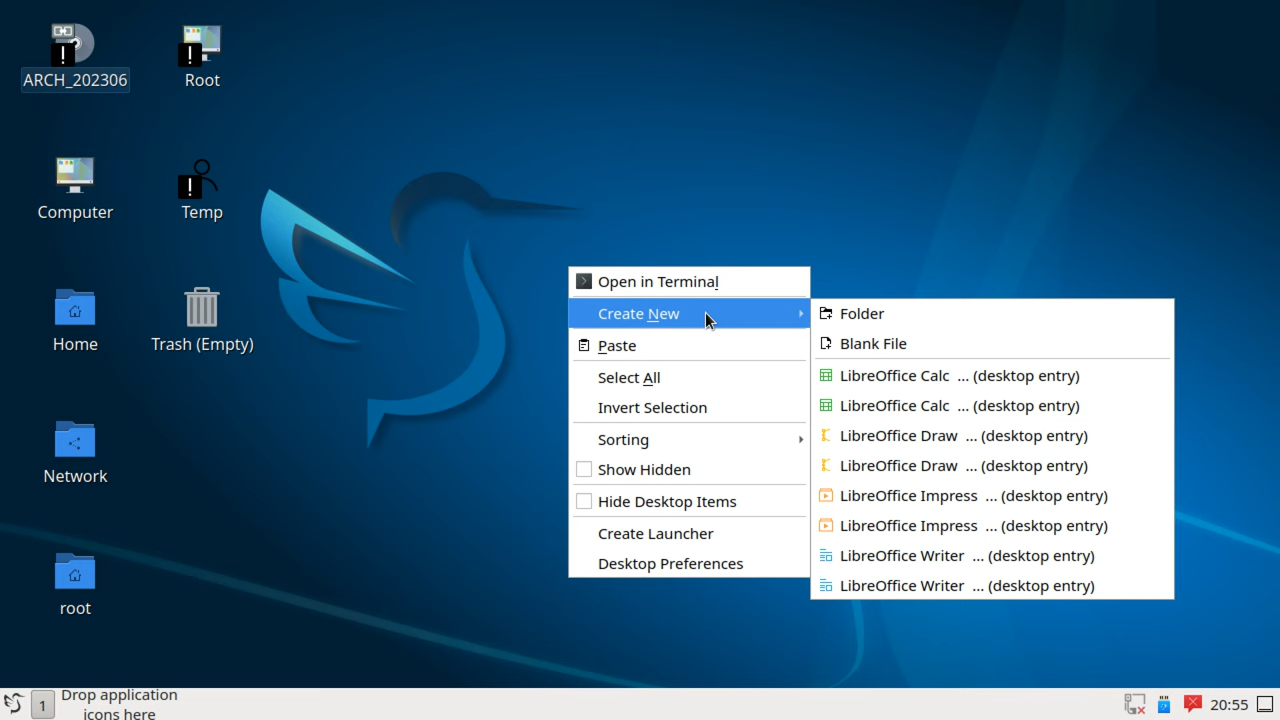 ARCH_202306
Root
Computer
Temp
Home
Trash (Empty)
Network
root
Open in Terminal
Create New
Paste
Select All
Invert Selection
Sorting
Show Hidden
Hide Desktop Items
Create Launcher
Desktop Preferences
Folder
Blank File
LibreOffice Calc ... (desktop entry)
LibreOffice Calc ... (desktop entry)
LibreOffice Draw ... (desktop entry)
LibreOffice Draw ... (desktop entry)
LibreOffice Impress ... (desktop entry)
LibreOffice Impress ... (desktop entry)
LibreOffice Writer ... (desktop entry)
LibreOffice Writer ... (desktop entry)
1
Drop application
icons here
20:55